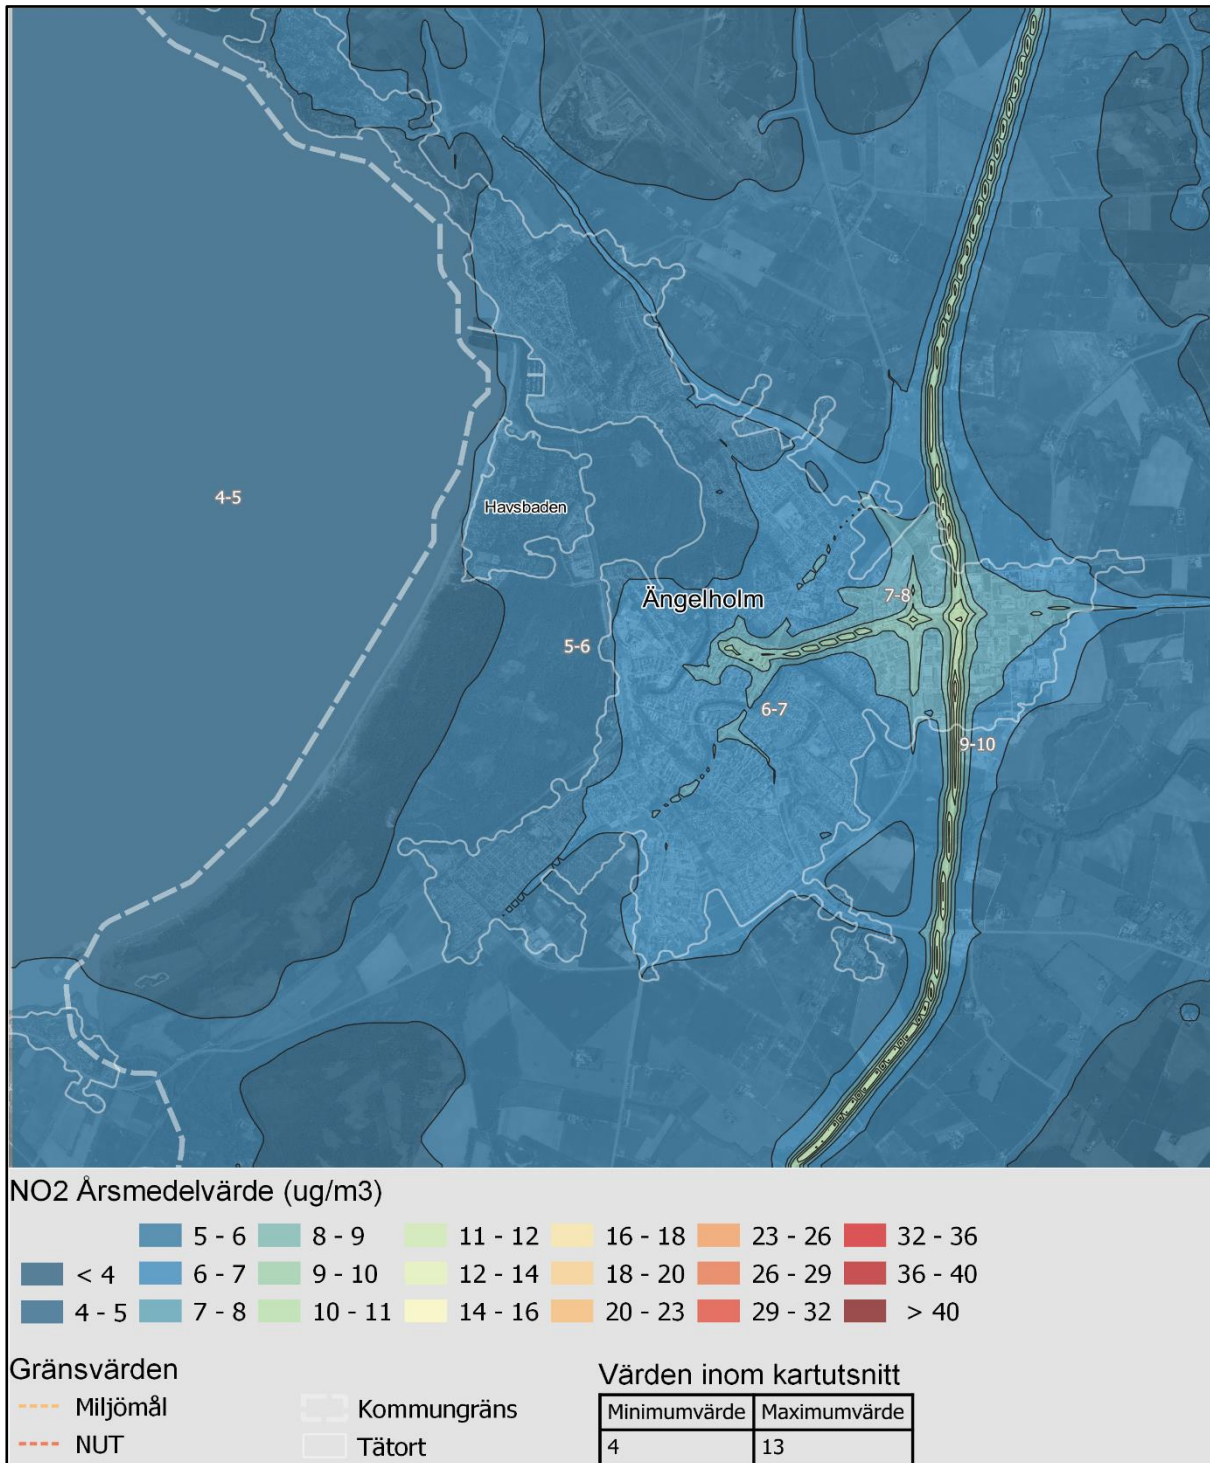 4-5
Havsbaden
Ängelholm
7-8
5-6
6-7
9-10
NO2 Årsmedelvärde (ug/m3)
5 - 6 8 - 9 11 - 12 16 - 18 23 - 26 32 - 36
< 4 6 - 7 9 - 10 12 - 14 18 - 20 26 - 29 36 - 40
4 - 5 7 - 8 10 - 11 14 - 16 20 - 23 29 - 32 > 40
Gränsvärden
Miljömål
NUT
Kommungräns
Tätort
Värden inom kartutsnitt
Minimumvärde Maximumvärde
4 13